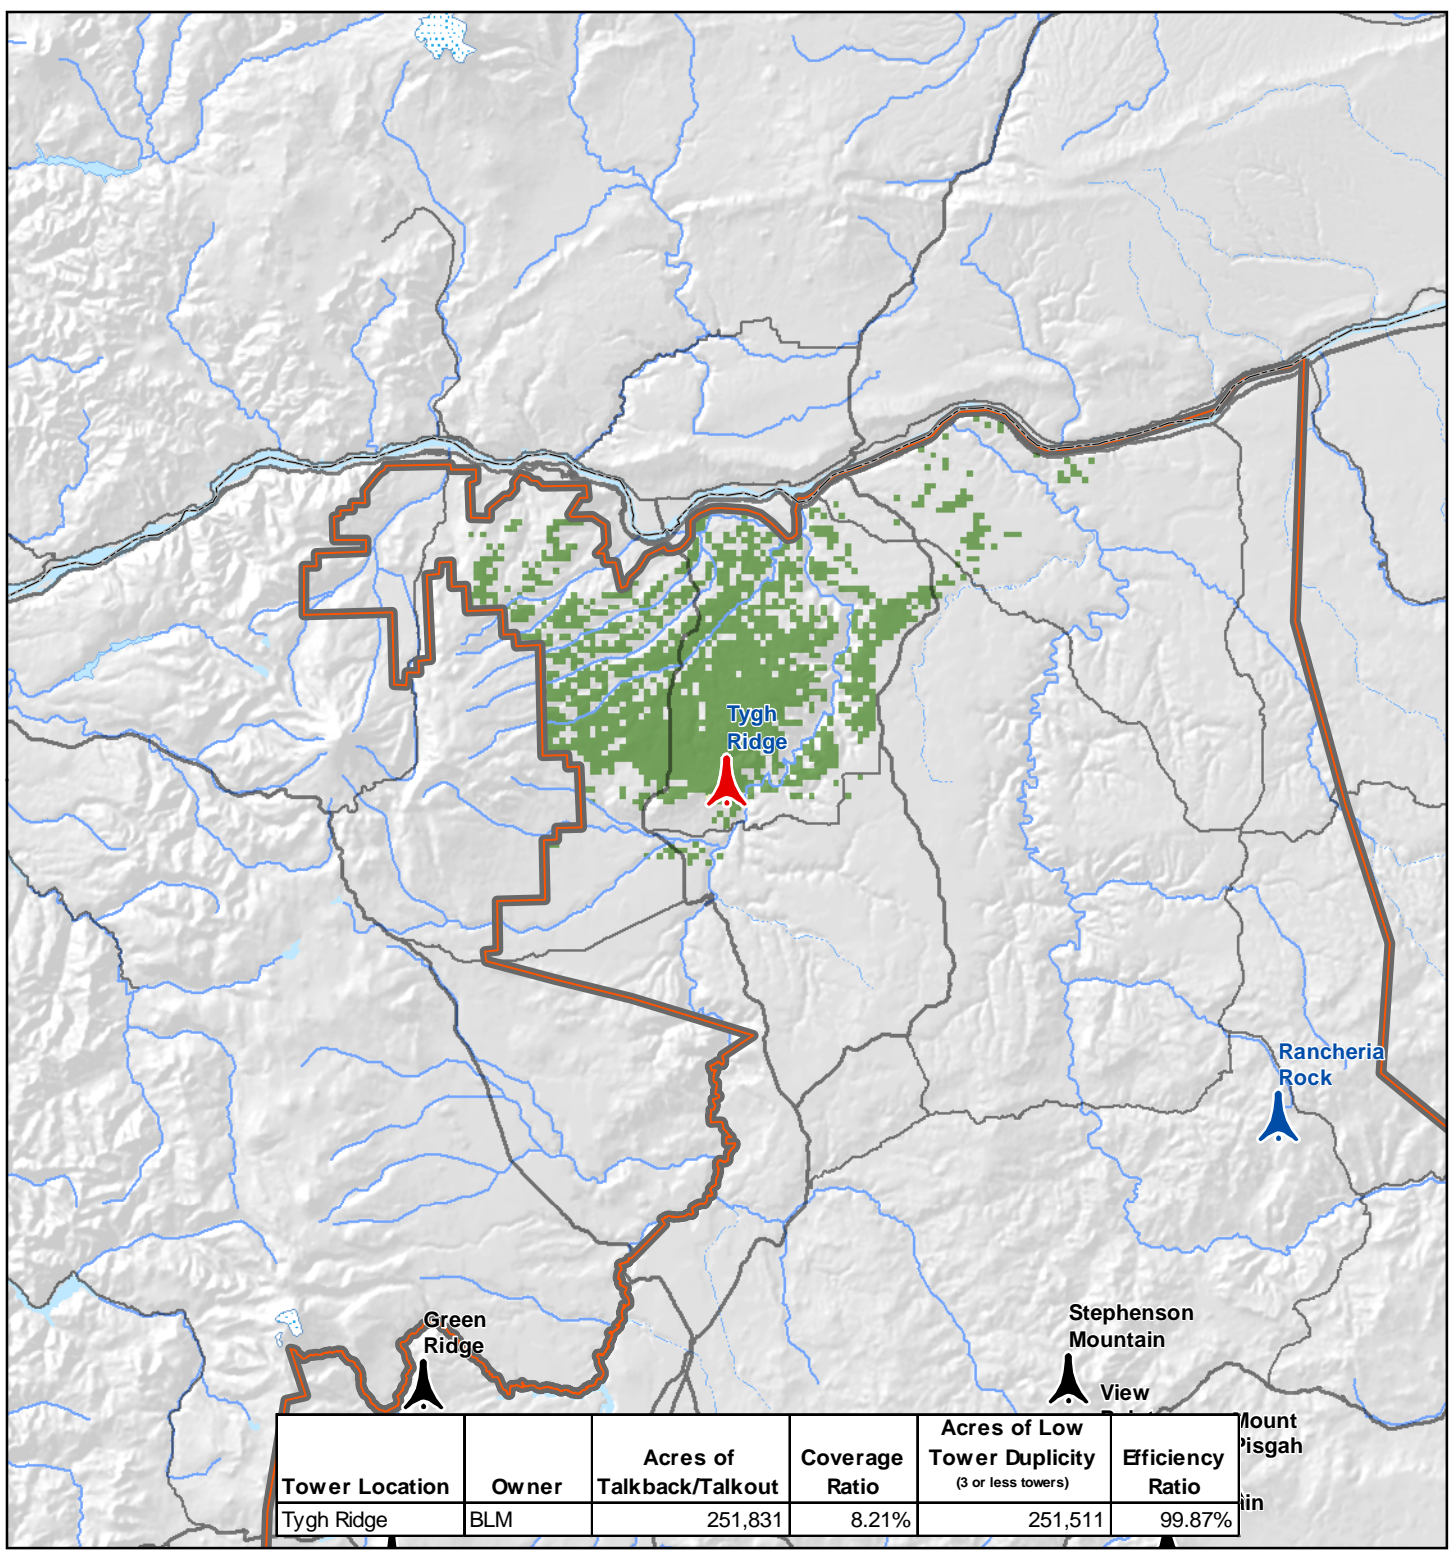 Tygh
Ridge
Rancheria
Rock
Green
Ridge
Stephenson
Mountain
View
Mount
Pisgah
Tower Location
Owner
Acres of
Talkback/Talkout
Coverage
Ratio
Acres of Low
Tower Duplicity
(3 or less towers)
Efficiency
Ratio
Tygh Ridge
BLM
251,831
8.21%
251,511
99.87%